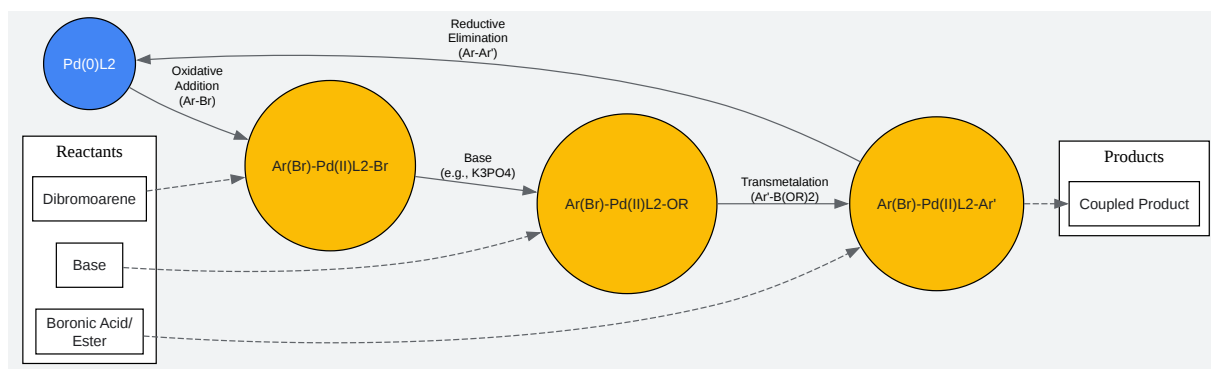 Reductive
Elimination
(Ar-Ar')
Pd(0)L2
Oxidative
Addition
(Ar-Br)
Reactants
Dibromoarene
Base
Boronic Acid/
Ester
Ar(Br)-Pd(II)L2-Br
Base
(e.g., K3PO4)
Ar(Br)-Pd(II)L2-OR
Transmetalation
(Ar'-B(OR)2)
Ar(Br)-Pd(II)L2-Ar'
Products
Coupled Product